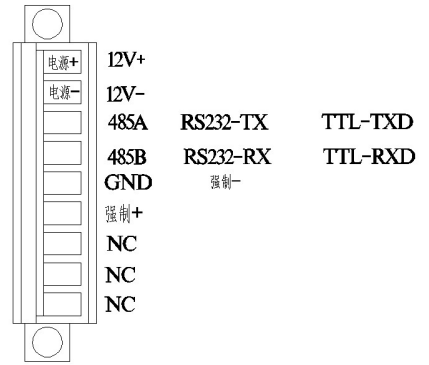 电源+ 12V+
电源- 12V-
485A RS232-TX TTL-TXD
485B RS232-RX TTL-RXD
GND 强制-
强制+
NC
NC
NC